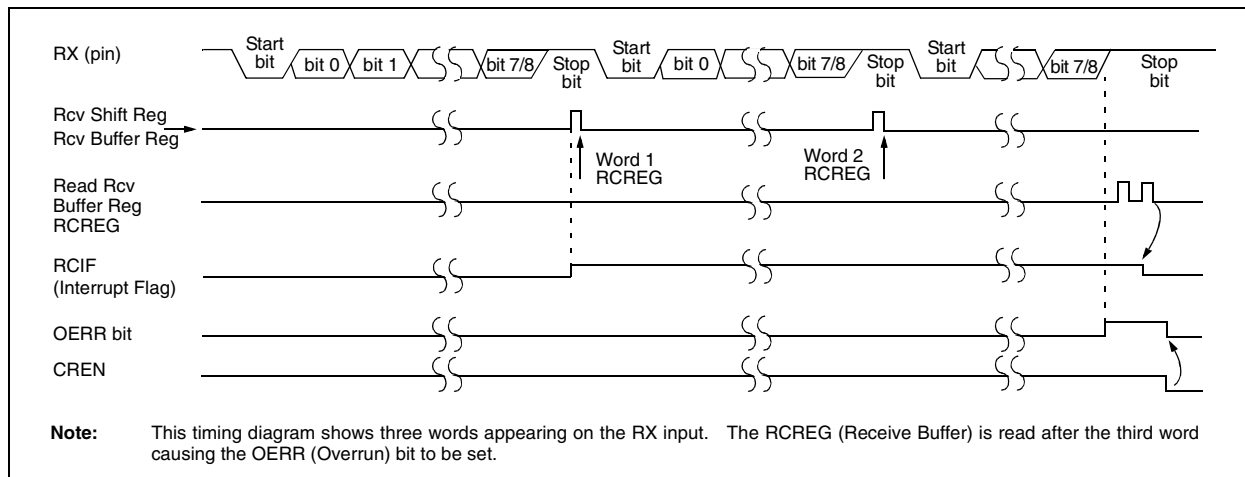 RX (pin)
Start bit
bit 0
bit 1
bit 7/8
Stop bit
Start bit
bit 0
bit 7/8
Stop bit
Start bit
bit 7/8
Stop bit
Rcv Shift Reg
Rcv Buffer Reg
Word 1
RCREG
Word 2
RCREG
Read Rcv
Buffer Reg
RCREG
RCIF
(Interrupt Flag)
OERR bit
CREN
Note: This timing diagram shows three words appearing on the RX input. The RCREG (Receive Buffer) is read after the third word
causing the OERR (Overrun) bit to be set.